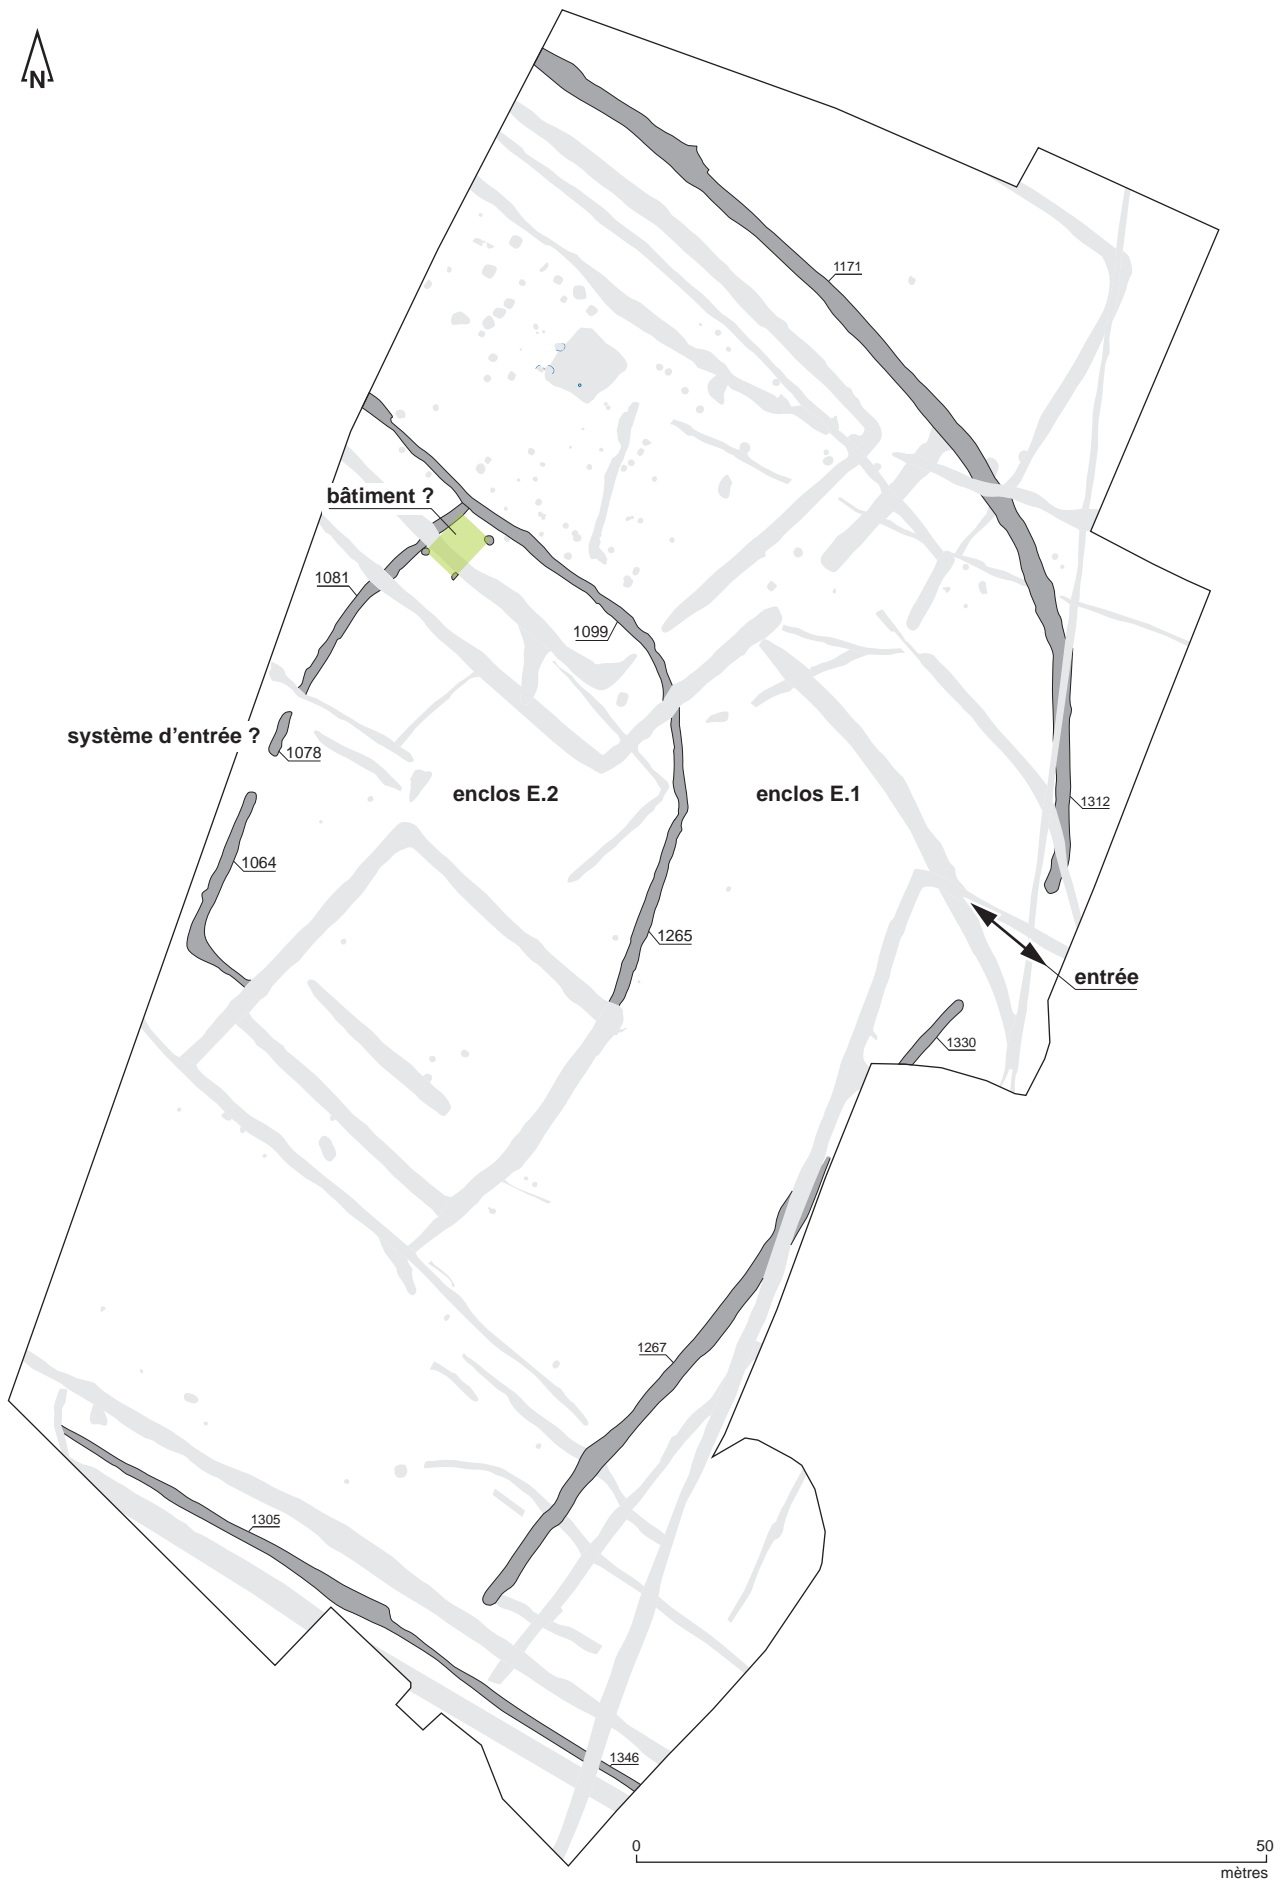 N
1171
bâtiment ?
1081
1099
système d'entrée ?
1078
enclos E.2
enclos E.1
1312
1064
1265
entrée
1330
1267
1305
1346
0
50
mètres